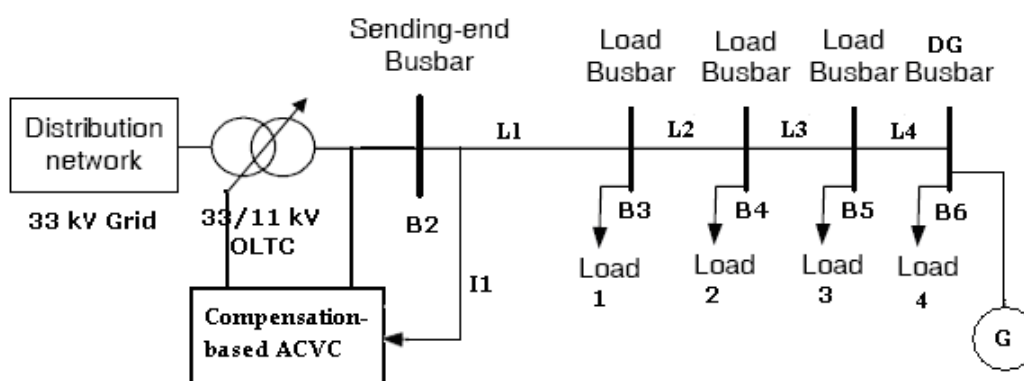 Sending-end
Busbar
Load
Busbar
Load
Busbar
Load
Busbar
DG
Busbar
Distribution
network
L1
L2
L3
L4
33 kV Grid
33/11 kV
OLTC
B2
B3
B4
B5
B6
I1
Load
1
Load
2
Load
3
Load
4
Compensation-
based ACVC
G